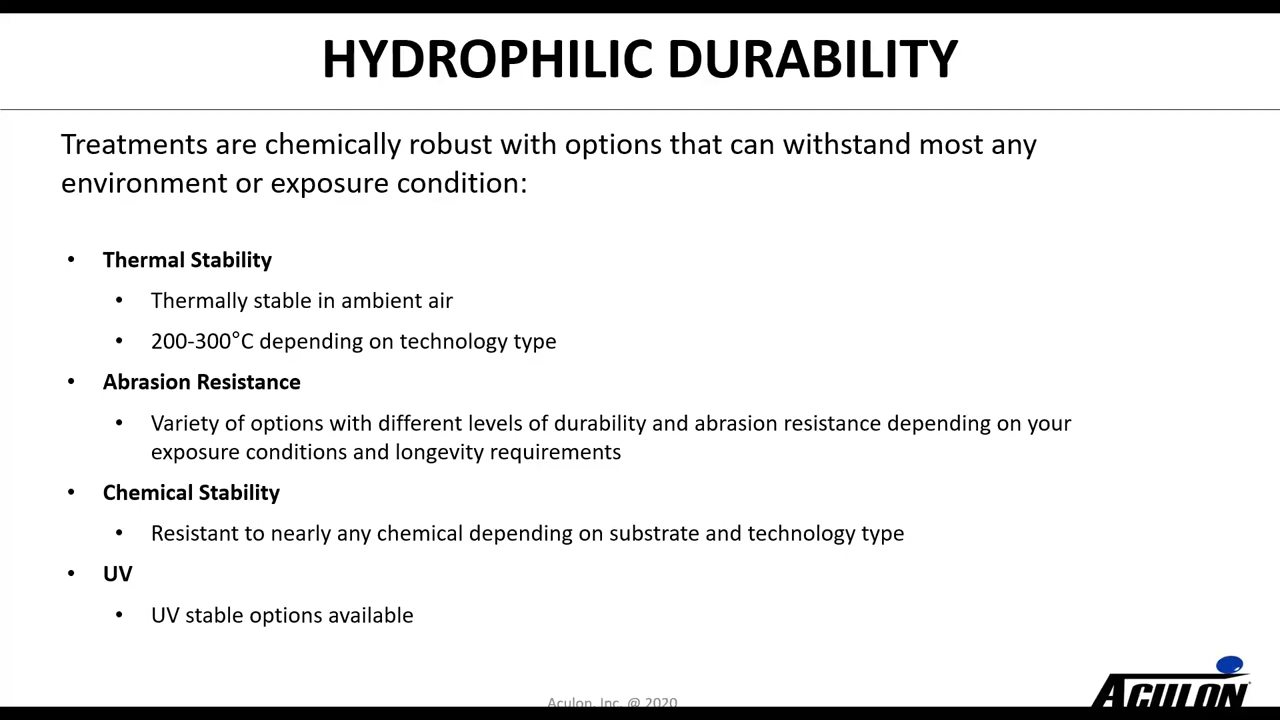 HYDROPHILIC DURABILITY
Treatments are chemically robust with options that can withstand most any
environment or exposure condition:
• Thermal Stability
• Thermally stable in ambient air
• 200-300°C depending on technology type
• Abrasion Resistance
• Variety of options with different levels of durability and abrasion resistance depending on your
exposure conditions and longevity requirements
• Chemical Stability
• Resistant to nearly any chemical depending on substrate and technology type
• UV
• UV stable options available
Aculon, Inc. @ 2020
ACULON